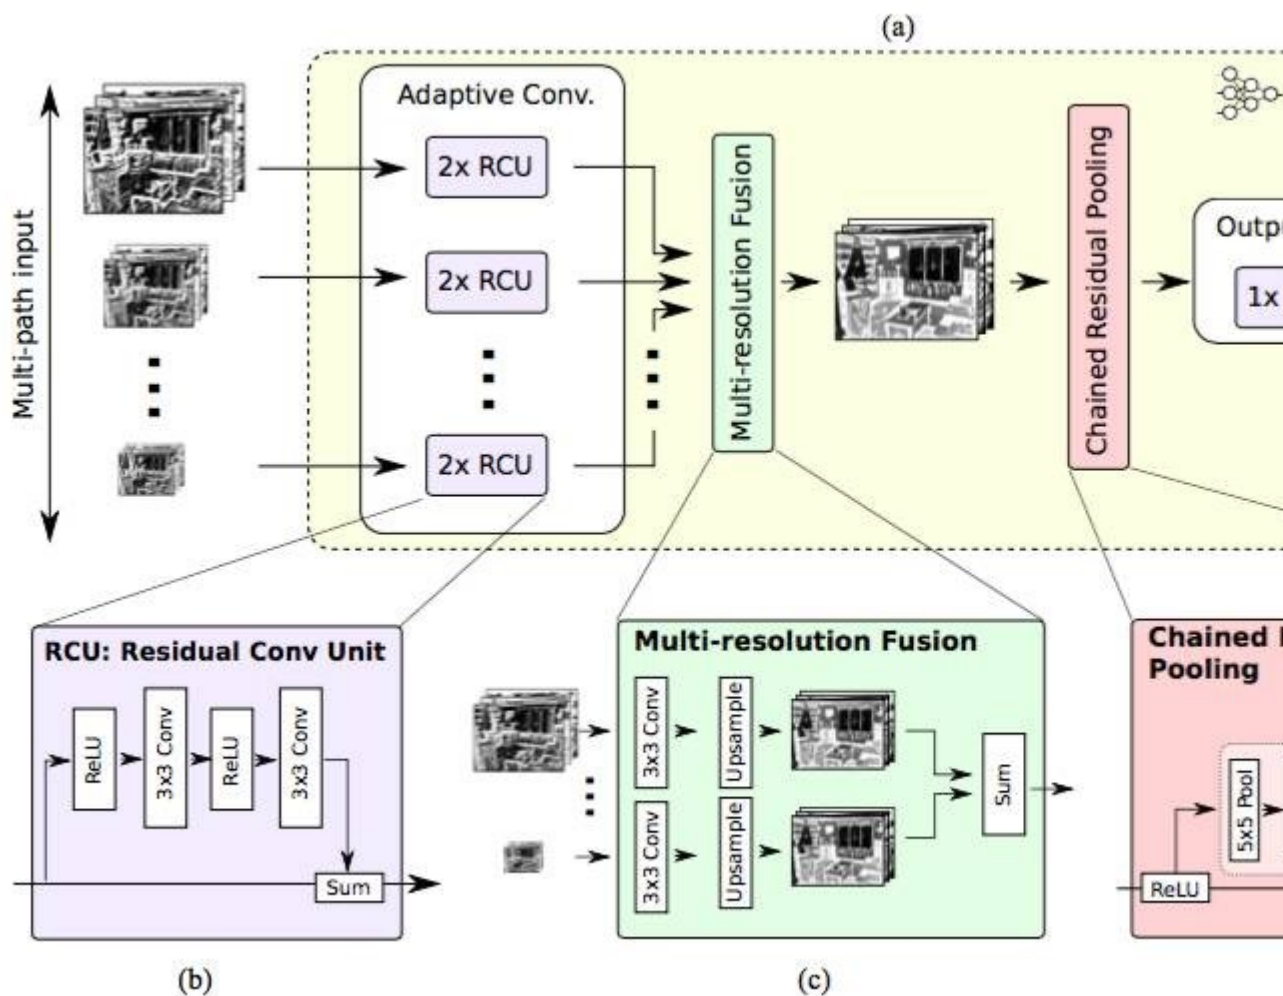 (a)
Adaptive Conv.
2x RCU
2x RCU
2x RCU
Multi-path input
Multi-resolution Fusion
Chained Residual Pooling
Outpu
1x
RCU: Residual Conv Unit
ReLU
3x3 Conv
ReLU
3x3 Conv
Sum
Multi-resolution Fusion
3x3 Conv
Upsample
3x3 Conv
Upsample
Sum
Chained
Pooling
5x5 Pool
ReLU
(b)
(c)